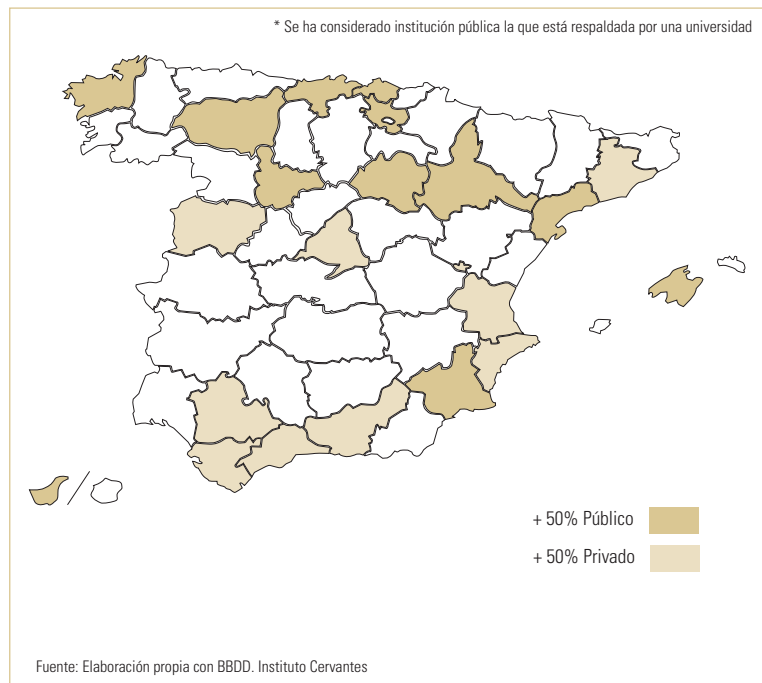 * Se ha considerado institución pública la que está respaldada por una universidad
+ 50% Público
+ 50% Privado
Fuente: Elaboración propia con BBDD. Instituto Cervantes